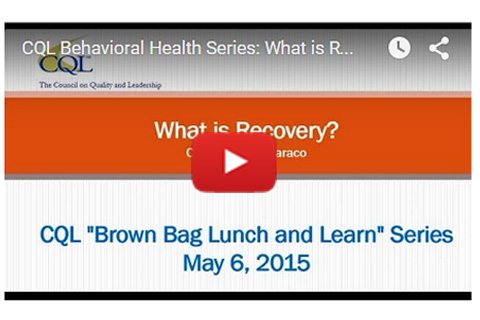 CQL Behavioral Health Series: What is R...
CQL
The Council on Quality and Leadership
What is Recovery?
CQL "Brown Bag Lunch and Learn" Series
May 6, 2015